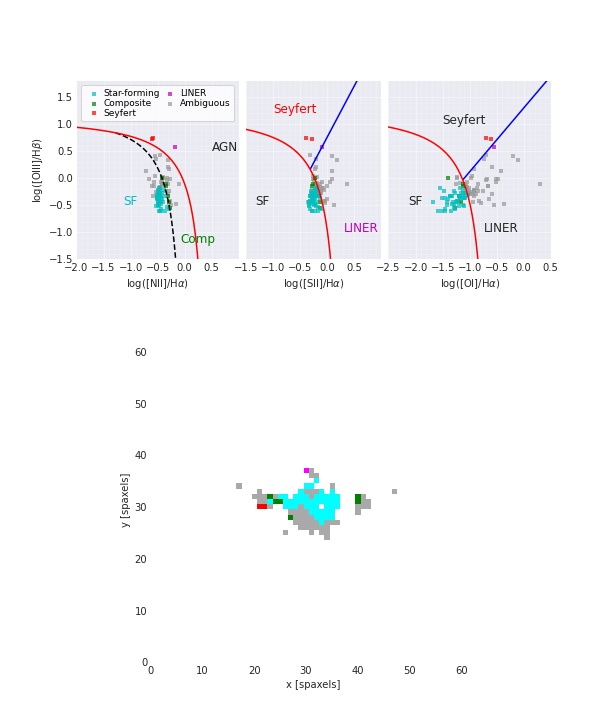 1.5
1.0
0.5
0.0
−0.5
−1.0
−1.5
log([OIII]/Hβ)
Star-forming
Composite
Seyfert
LINER
Ambiguous
AGN
SF
Comp
Seyfert
SF
LINER
Seyfert
SF
LINER
−2.0 −1.5 −1.0 −0.5 0.0 0.5
−1.5 −1.0 −0.5 0.0 0.5
−2.5 −2.0 −1.5 −1.0 −0.5 0.0 0.5
log([NII]/Hα)
log([SII]/Hα)
log([OI]/Hα)
60
50
40
30
20
10
0
y [spaxels]
0 10 20 30 40 50 60
x [spaxels]